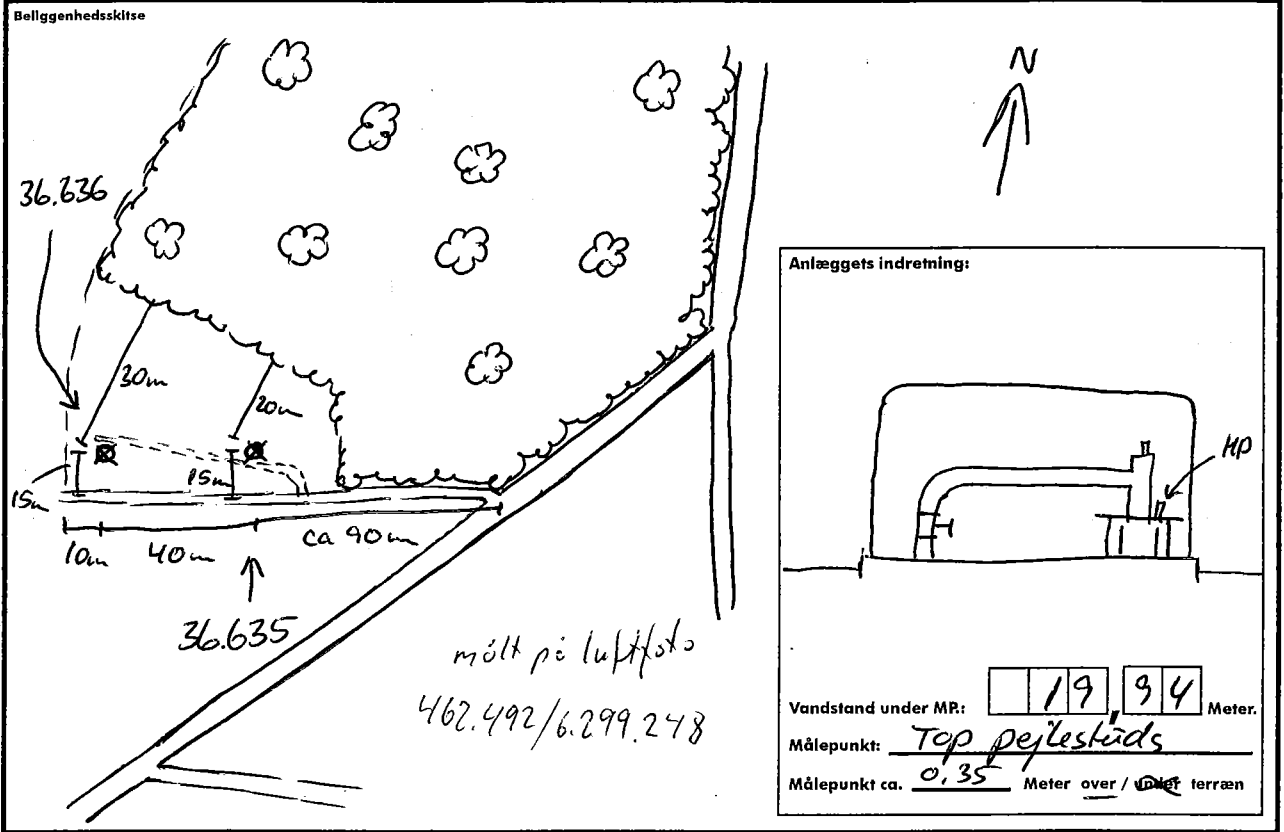 Beliggenhedsskitse
N
36.636
30m
20m
15m
15m
10m
40m
ca 90m
36.635
målt på luftfoto
462.492/6.299.248
Anlæggets indretning:
MP
Vandstand under MP.: 19,94 Meter.
Målepunkt: Top pejlestuds
Målepunkt ca. 0.35 Meter over / under terræn